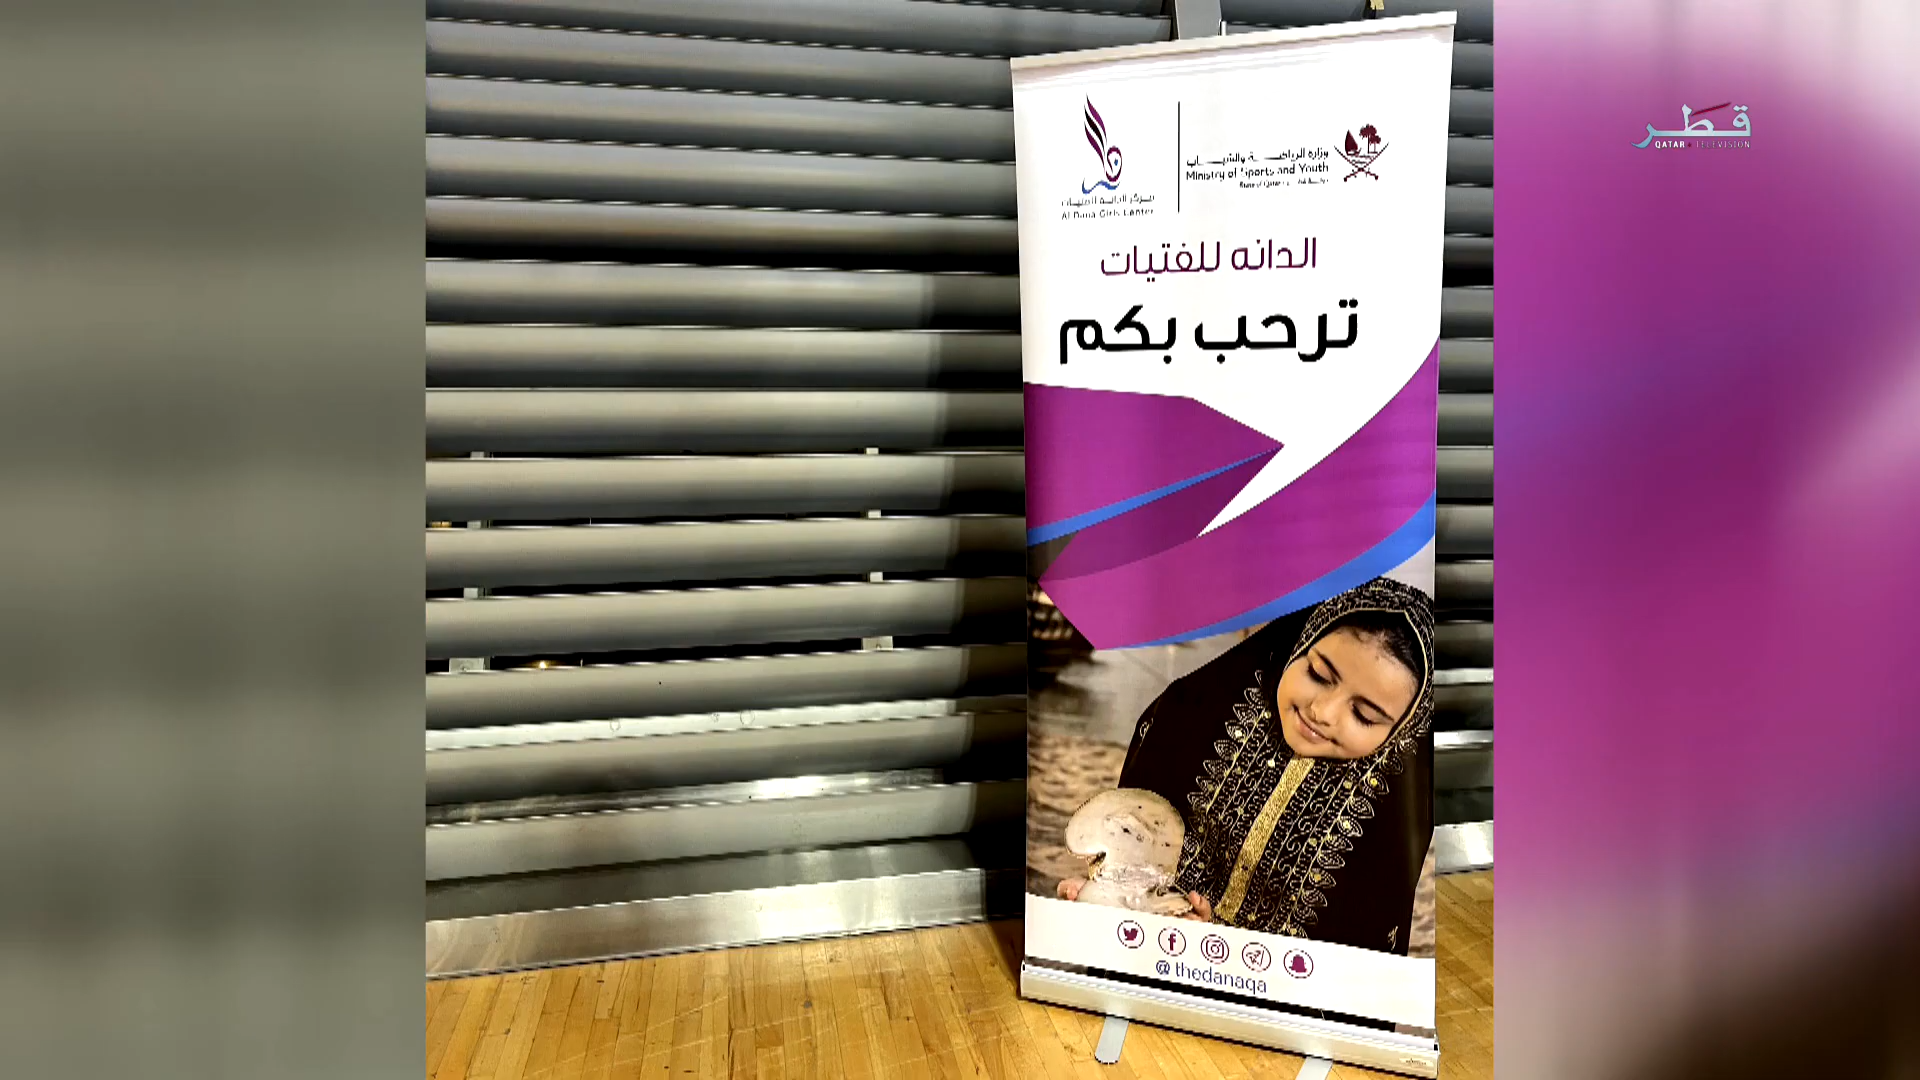 قطر
QATAR TELEVISION
وزارة الرياضة والشباب
Ministry of Sports and Youth
مركز الدانه للفتيات
Al Dana Girls Center
الدانه للفتيات
ترحب بكم
@thedanaqa